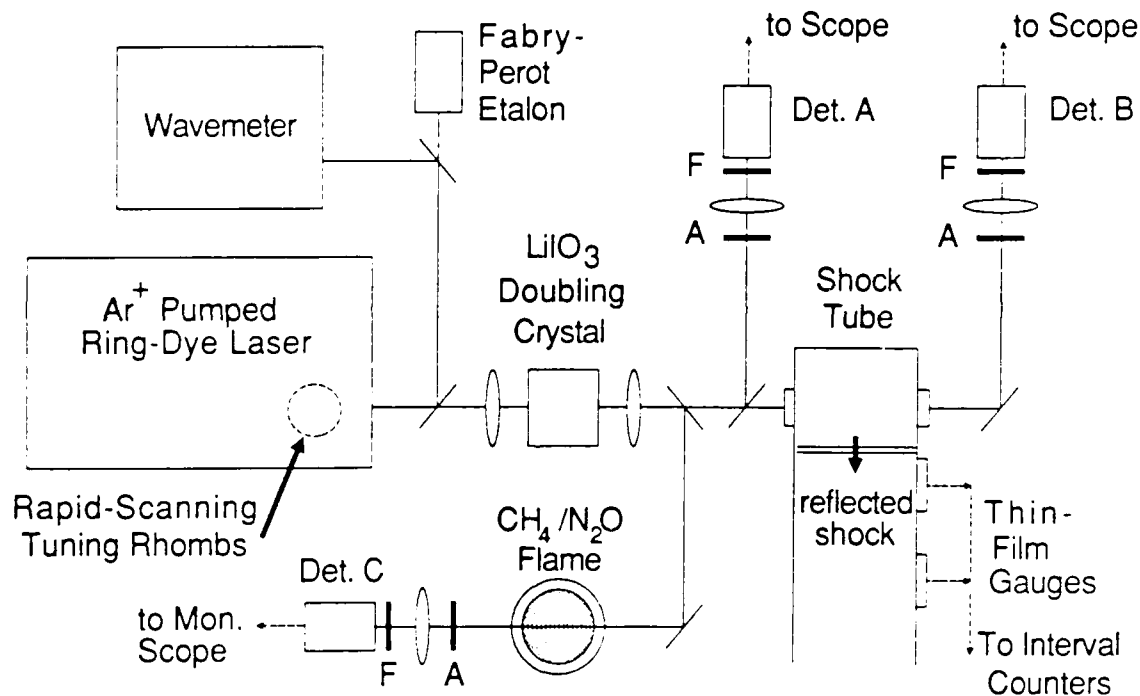 Fabry-
Perot
Etalon
Wavemeter
to Scope
Det. A
F
A
to Scope
Det. B
F
A
Ar+ Pumped
Ring-Dye Laser
LiIO3
Doubling
Crystal
Shock
Tube
Rapid-Scanning
Tuning Rhombs
reflected
shock
Thin-
Film
Gauges
To Interval
Counters
CH4/N2O
Flame
Det. C
to Mon.
Scope
F
A